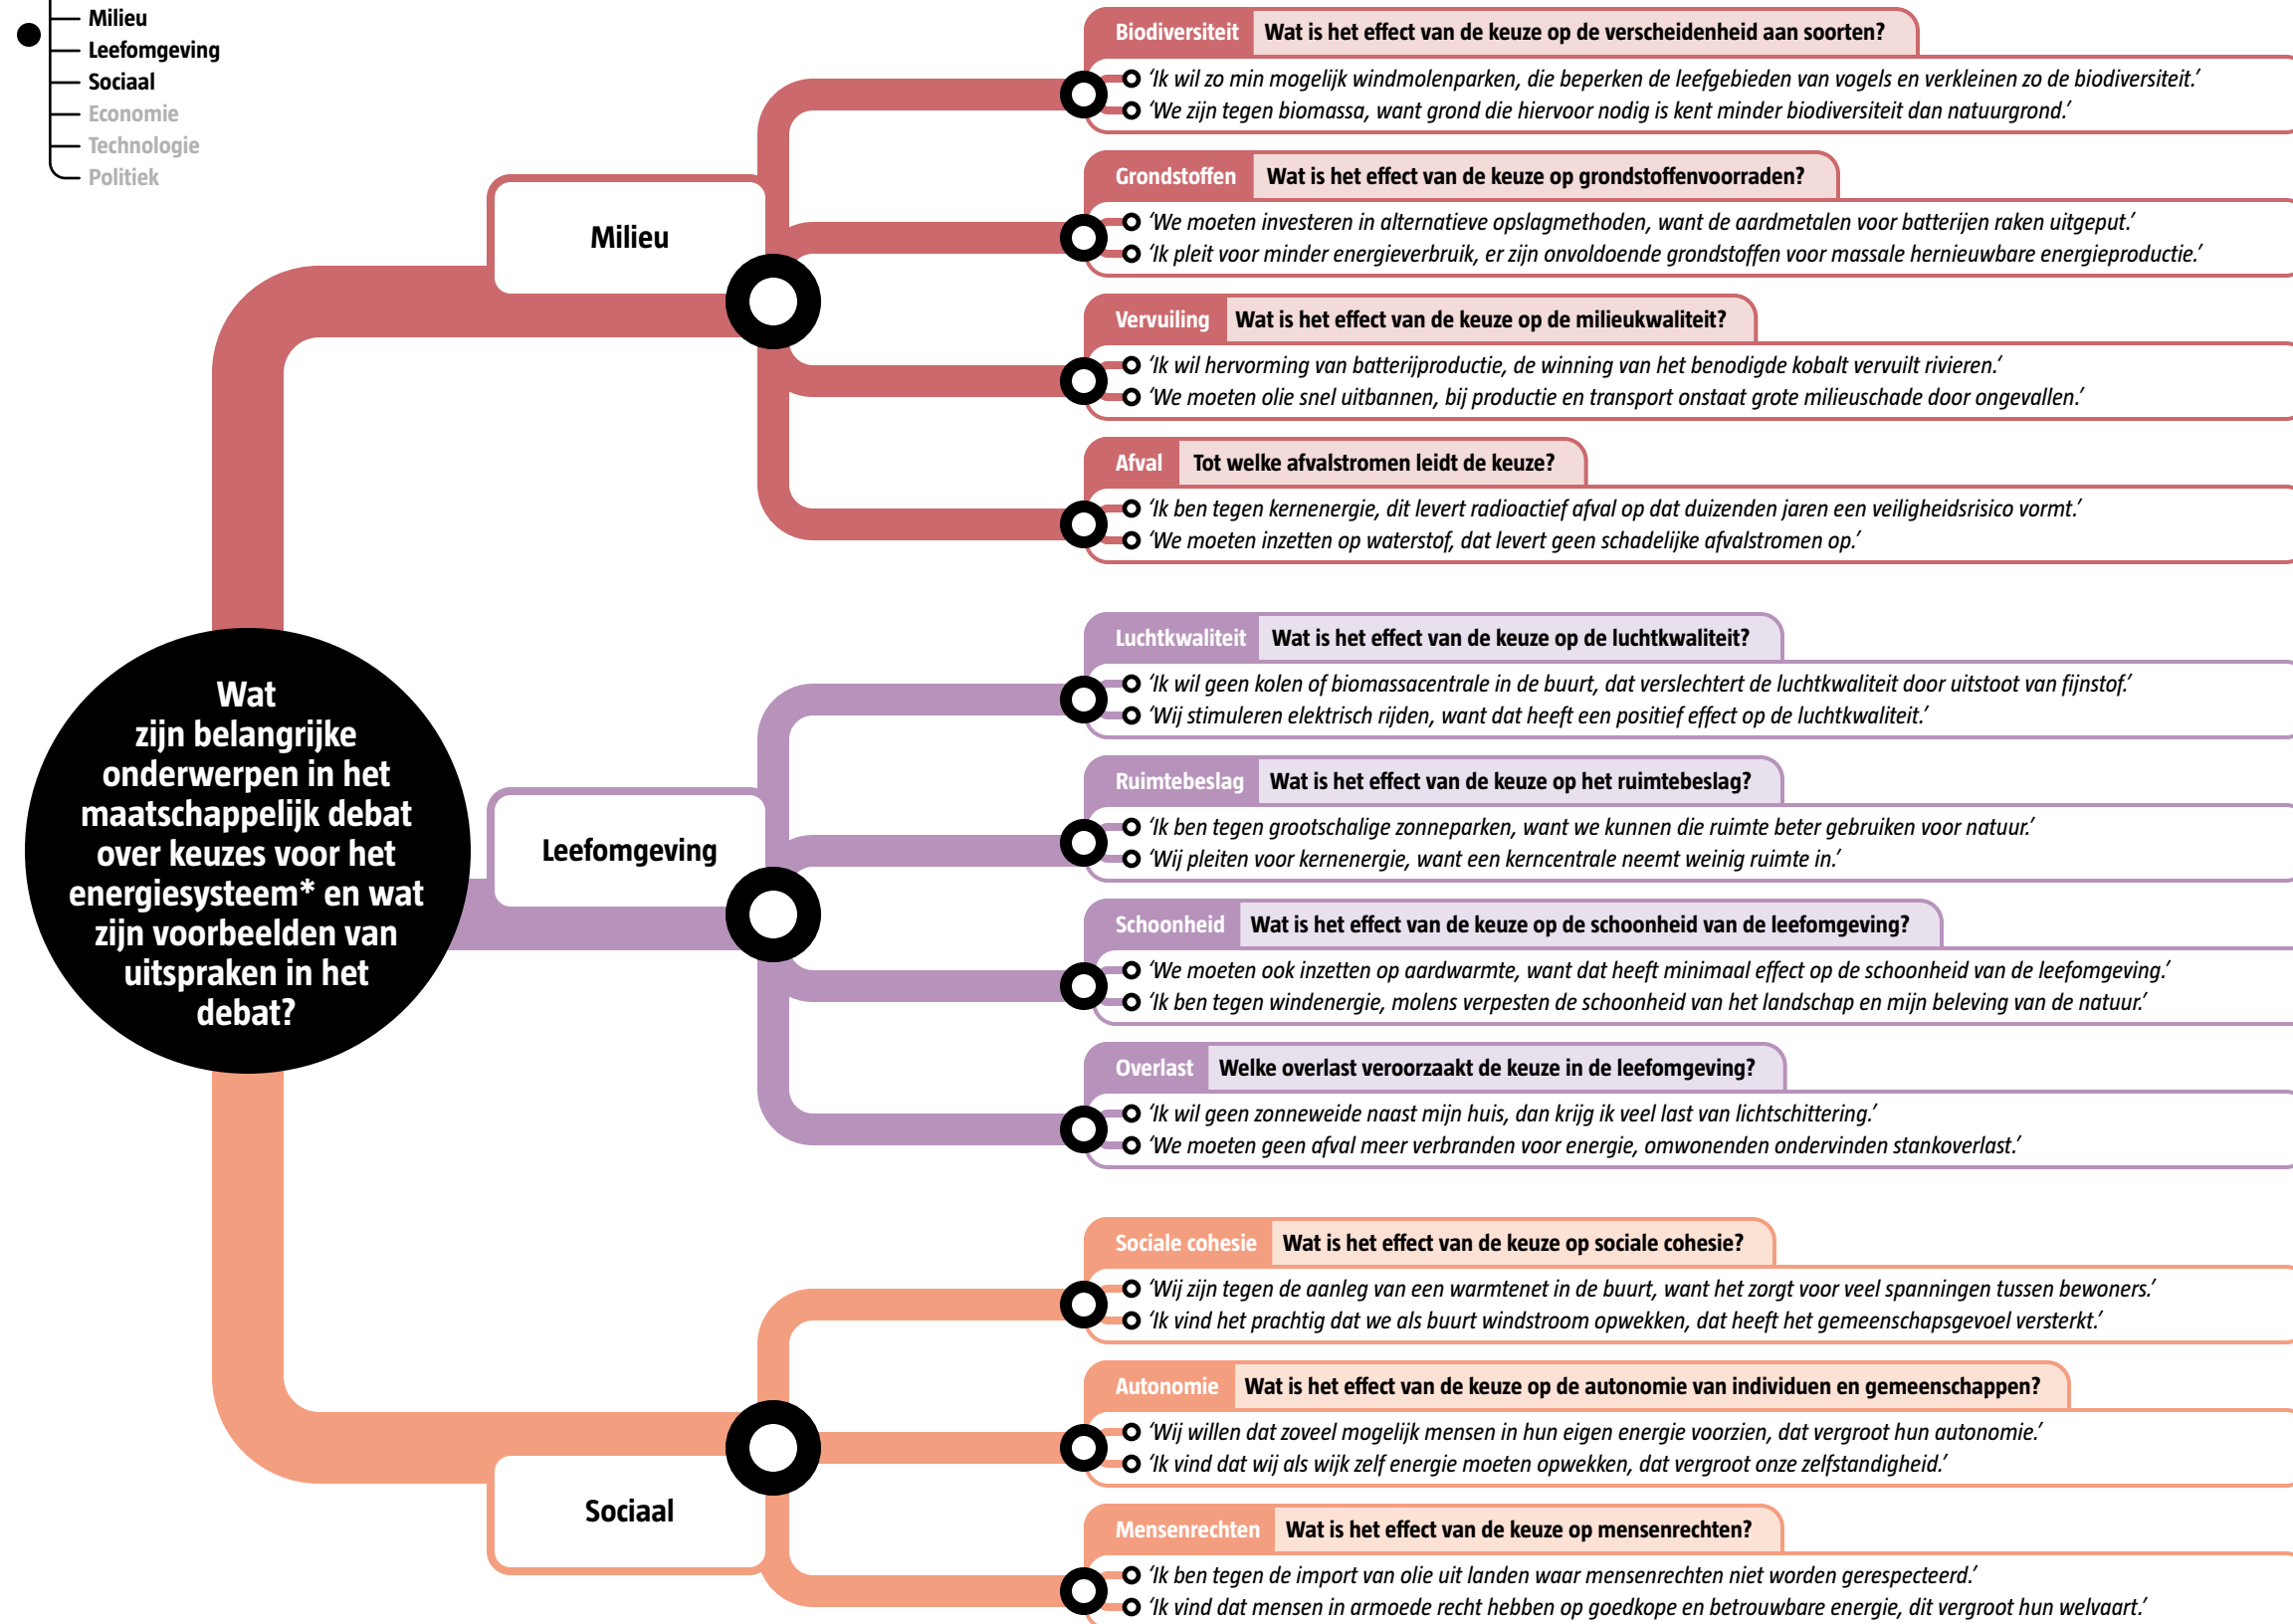 Milieu
Leefomgeving
Sociaal
Economie
Technologie
Politiek
Wat
zijn belangrijke
onderwerpen in het
maatschappelijk debat
over keuzes voor het
energiesysteem* en wat
zijn voorbeelden van
uitspraken in het
debat?
Milieu
Biodiversiteit Wat is het effect van de keuze op de verscheidenheid aan soorten?
‘Ik wil zo min mogelijk windmolenparken, die beperken de leefgebieden van vogels en verkleinen zo de biodiversiteit.’
‘We zijn tegen biomassa, want grond die hiervoor nodig is kent minder biodiversiteit dan natuurgrond.’
Grondstoffen Wat is het effect van de keuze op grondstoffenvoorraden?
‘We moeten investeren in alternatieve opslagmethoden, want de aardmetalen voor batterijen raken uitgeput.’
‘Ik pleit voor minder energieverbruik, er zijn onvoldoende grondstoffen voor massale hernieuwbare energieproductie.’
Vervuiling Wat is het effect van de keuze op de milieukwaliteit?
‘Ik wil hervorming van batterijproductie, de winning van het benodigde kobalt vervuilt rivieren.‘
‘We moeten olie snel uitbannen, bij productie en transport onstaat grote milieuschade door ongevallen.’
Afval Tot welke afvalstromen leidt de keuze?
‘Ik ben tegen kernenergie, dit levert radioactief afval op dat duizenden jaren een veiligheidsrisico vormt.’
‘We moeten inzetten op waterstof, dat levert geen schadelijke afvalstromen op.’
Leefomgeving
Luchtkwaliteit Wat is het effect van de keuze op de luchtkwaliteit?
‘Ik wil geen kolen of biomassacentrale in de buurt, dat verslechtert de luchtkwaliteit door uitstoot van fijnstof.’
‘Wij stimuleren elektrisch rijden, want dat heeft een positief effect op de luchtkwaliteit.’
Ruimtebeslag Wat is het effect van de keuze op het ruimtebeslag?
‘Ik ben tegen grootschalige zonneparken, want we kunnen die ruimte beter gebruiken voor natuur.’
‘Wij pleiten voor kernenergie, want een kerncentrale neemt weinig ruimte in.’
Schoonheid Wat is het effect van de keuze op de schoonheid van de leefomgeving?
‘We moeten ook inzetten op aardwarmte, want dat heeft minimaal effect op de schoonheid van de leefomgeving.’
‘Ik ben tegen windenergie, molens verpesten de schoonheid van het landschap en mijn beleving van de natuur.’
Overlast Welke overlast veroorzaakt de keuze in de leefomgeving?
‘Ik wil geen zonneweide naast mijn huis, dan krijg ik veel last van lichtschittering.’
‘We moeten geen afval meer verbranden voor energie, omwonenden ondervinden stankoverlast.’
Sociaal
Sociale cohesie Wat is het effect van de keuze op sociale cohesie?
‘Wij zijn tegen de aanleg van een warmtenet in de buurt, want het zorgt voor veel spanningen tussen bewoners.’
‘Ik vind het prachtig dat we als buurt windstroom opwekken, dat heeft het gemeenschapsgevoel versterkt.’
Autonomie Wat is het effect van de keuze op de autonomie van individuen en gemeenschappen?
‘Wij willen dat zoveel mogelijk mensen in hun eigen energie voorzien, dat vergroot hun autonomie.’
‘Ik vind dat wij als wijk zelf energie moeten opwekken, dat vergroot onze zelfstandigheid.’
Mensenrechten Wat is het effect van de keuze op mensenrechten?
‘Ik ben tegen de import van olie uit landen waar mensenrechten niet worden gerespecteerd.’
‘Ik vind dat mensen in armoede recht hebben op goedkope en betrouwbare energie, dit vergroot hun welvaart.’